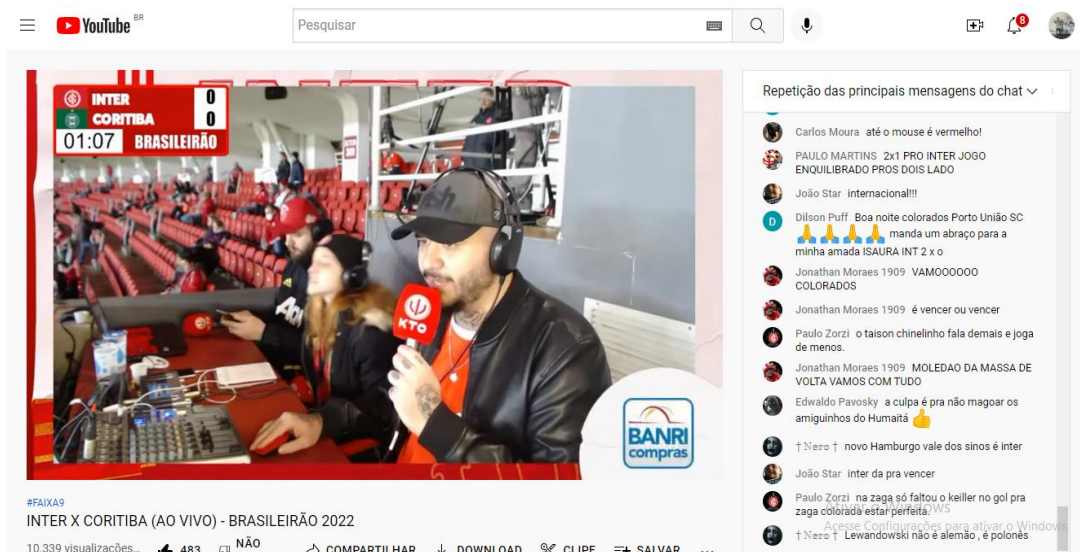 YouTube BR
Pesquisar
8
INTER 0
CORITIBA 0
01:07 BRASILEIRÃO
KTO
BANRI
compras
#FAIXA9
INTER X CORITIBA (AO VIVO) - BRASILEIRÃO 2022
10.339 visualizações...
483
NÃO
COMPARTILHAR
DOWNLOAD
CLIPE
SALVAR
...
Repetição das principais mensagens do chat
Carlos Moura até o mouse é vermelho!
PAULO MARTINS 2x1 PRO INTER JOGO
ENQUILIBRADO PROS DOIS LADO
João Star internacional!!!
D
Dilson Puff Boa noite colorados Porto União SC
🙏🙏🙏🙏 manda um abraço para a
minha amada ISAURA INT 2 x o
Jonathan Moraes 1909 VAMOOOOOO
COLORADOS
Jonathan Moraes 1909 é vencer ou vencer
Paulo Zorzi o taison chinelinho fala demais e joga
de menos.
Jonathan Moraes 1909 MOLEDAO DA MASSA DE
VOLTA VAMOS COM TUDO
Edwaldo Pavosky a culpa é pra não magoar os
amiguinhos do Humaitá 👍
† Nero † novo Hamburgo vale dos sinos é inter
João Star inter da pra vencer
Paulo Zorzi na zaga só faltou o keiller no gol pra
zaga colorada estar perfeita.
† Nero † Lewandowski não é alemão , é polonês
Ativar o Windows
Acesse Configurações para ativar o Windows.